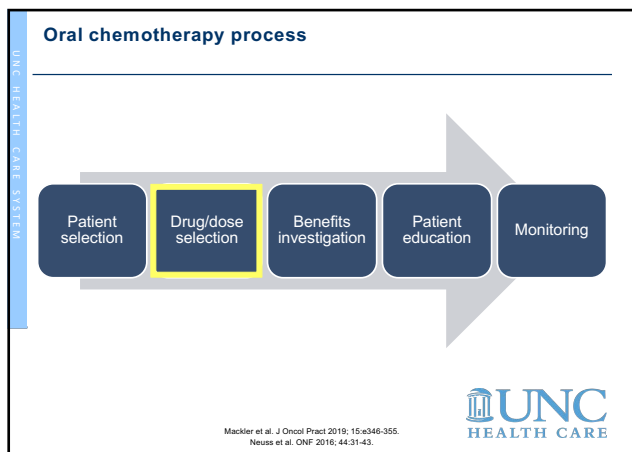 Oral chemotherapy process
UNC HEALTH CARE SYSTEM
Patient
selection
Drug/dose
selection
Benefits
investigation
Patient
education
Monitoring
Mackler et al. J Oncol Pract 2019; 15:e346-355.
Neuss et al. ONF 2016; 44:31-43.
UNC
HEALTH CARE